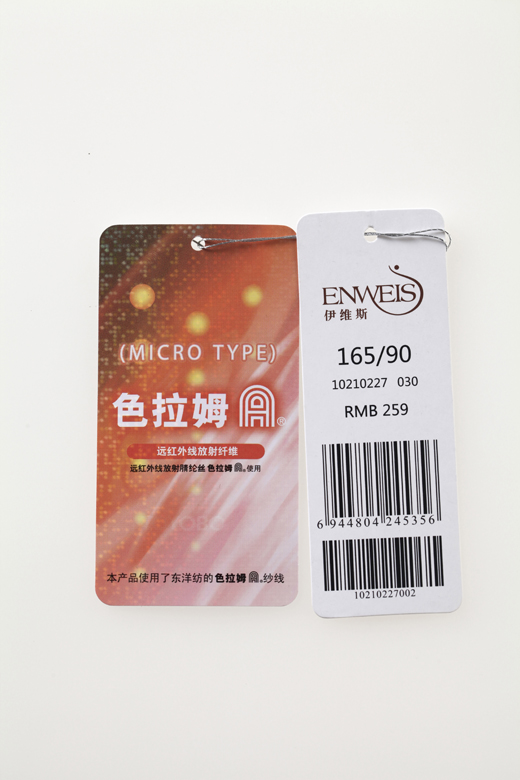 (MICRO TYPE)
色拉姆 ®
远红外线放射纤维
远红外线放射腈纶丝 色拉姆 ®使用
本产品使用了东洋纺的色拉姆 ®纱线
ENWEIS
伊维斯
165/90
10210227 030
RMB 259
6 944804 245356
10210227002